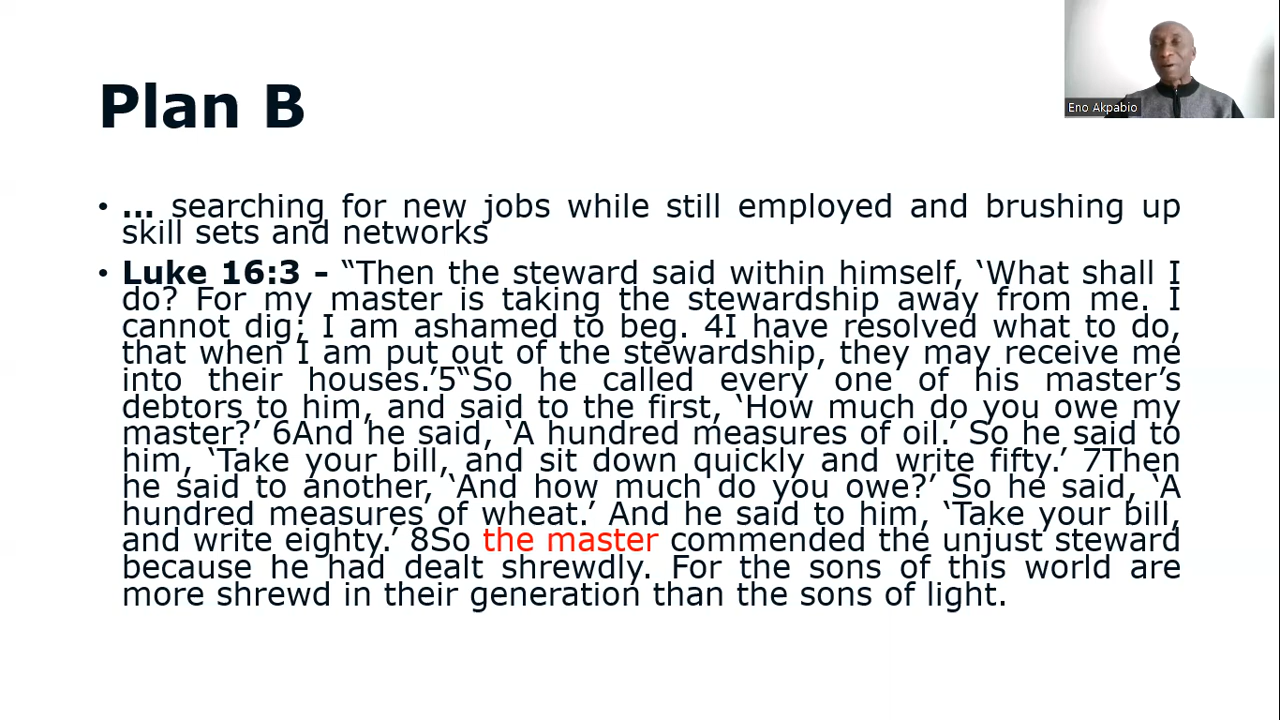 Plan B
Eno Akpabio
• ... searching for new jobs while still employed and brushing up
skill sets and networks
• Luke 16:3 - “Then the steward said within himself, ‘What shall I
do? For my master is taking the stewardship away from me. I
cannot dig; I am ashamed to beg. 4I have resolved what to do,
that when I am put out of the stewardship, they may receive me
into their houses.’5“So he called every one of his master’s
debtors to him, and said to the first, ‘How much do you owe my
master?’ 6And he said, ‘A hundred measures of oil.’ So he said to
him, ‘Take your bill, and sit down quickly and write fifty.’ 7Then
he said to another, ‘And how much do you owe?’ So he said, ‘A
hundred measures of wheat.’ And he said to him, ‘Take your bill,
and write eighty.’ 8So the master commended the unjust steward
because he had dealt shrewdly. For the sons of this world are
more shrewd in their generation than the sons of light.